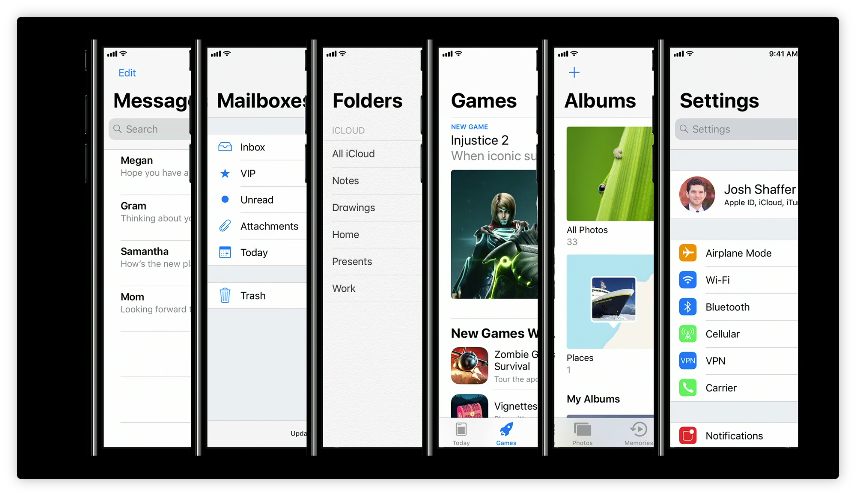 Edit
Messag
Search
Megan
Hope you have a
Gram
Thinking about yo
Samantha
How's the new pl
Mom
Looking forward t
Mailboxes
Inbox
VIP
Unread
Attachments
Today
Trash
Upda
Folders
ICLOUD
All iCloud
Notes
Drawings
Home
Presents
Work
Games
NEW GAME
Injustice 2
When iconic su
New Games W
Zombie G
Survival
Tour the apo
Vignettes
Today
Games
Albums
All Photos
33
Places
1
My Albums
Photos
Memories
9:41 AM
Settings
Settings
Josh Shaffer
Apple ID, iCloud, iTu
Airplane Mode
Wi-Fi
Bluetooth
Cellular
VPN
VPN
Carrier
Notifications